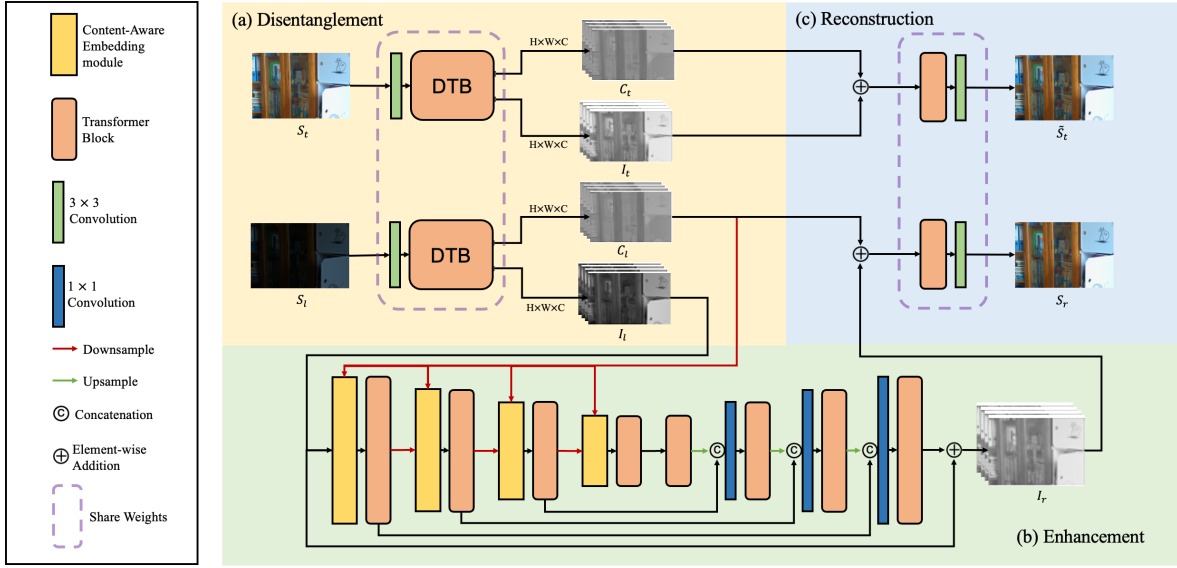 Content-Aware
Embedding
module
Transformer
Block
3 × 3
Convolution
1 × 1
Convolution
Downsample
Upsample
C
Concatenation
Element-wise
Addition
Share Weights
(a) Disentanglement
S_t
DTB
H×W×C
C_t
H×W×C
I_t
S_l
DTB
H×W×C
C_l
H×W×C
I_l
(c) Reconstruction
S̃_t
S_r
C
C
C
I_r
(b) Enhancement